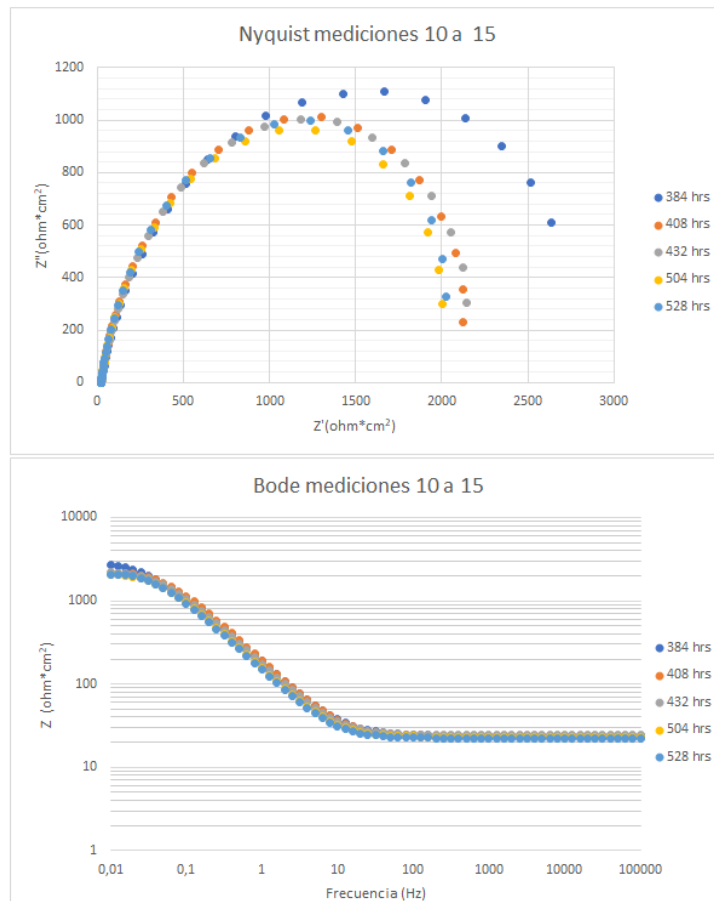 Nyquist mediciones 10 a 15
1200
1000
800
600
400
200
0
Z''(ohm*cm²)
0 500 1000 1500 2000 2500 3000
Z'(ohm*cm²)
384 hrs
408 hrs
432 hrs
504 hrs
528 hrs
Bode mediciones 10 a 15
10000
1000
100
10
1
Z (ohm*cm²)
0,01 0,1 1 10 100 1000 10000 100000
Frecuencia (Hz)
384 hrs
408 hrs
432 hrs
504 hrs
528 hrs